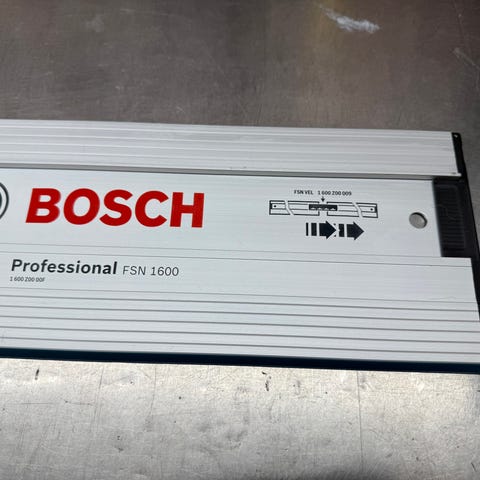 FSN VEL 1 600 Z00 009
BOSCH
Professional FSN 1600
1 600 Z00 00F